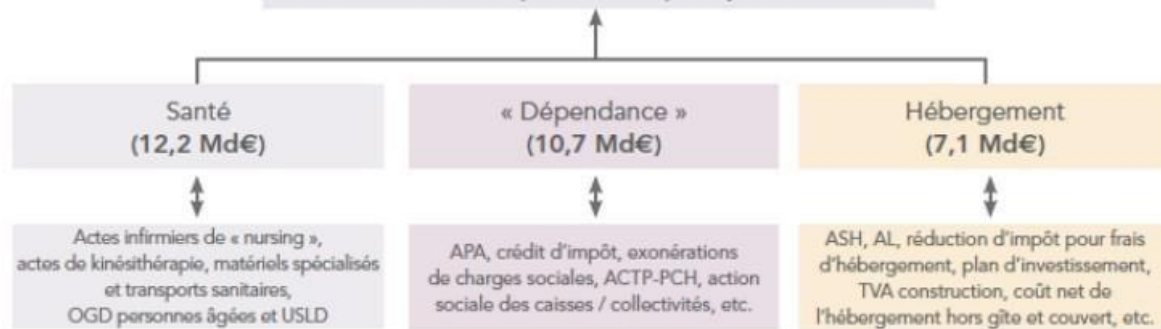 Santé
(12,2 Md€)
« Dépendance »
(10,7 Md€)
Hébergement
(7,1 Md€)
Actes infirmiers de « nursing »,
actes de kinésithérapie, matériels spécialisés
et transports sanitaires,
OGD personnes âgées et USLD
APA, crédit d'impôt, exonérations
de charges sociales, ACTP-PCH, action
sociale des caisses / collectivités, etc.
ASH, AL, réduction d'impôt pour frais
d'hébergement, plan d'investissement,
TVA construction, coût net de
l'hébergement hors gîte et couvert, etc.